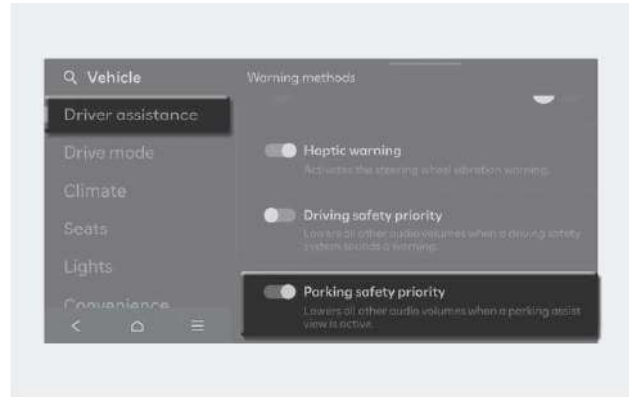 Vehicle
Warning methods
Driver assistance
Drive mode
Climate
Seats
Lights
Convenience
Haptic warning
Activates the steering wheel vibration warning.
Driving safety priority
Lowers all other audio volumes when a driving safety
system sounds a warning.
Parking safety priority
Lowers all other audio volumes when a parking assist
view is active.